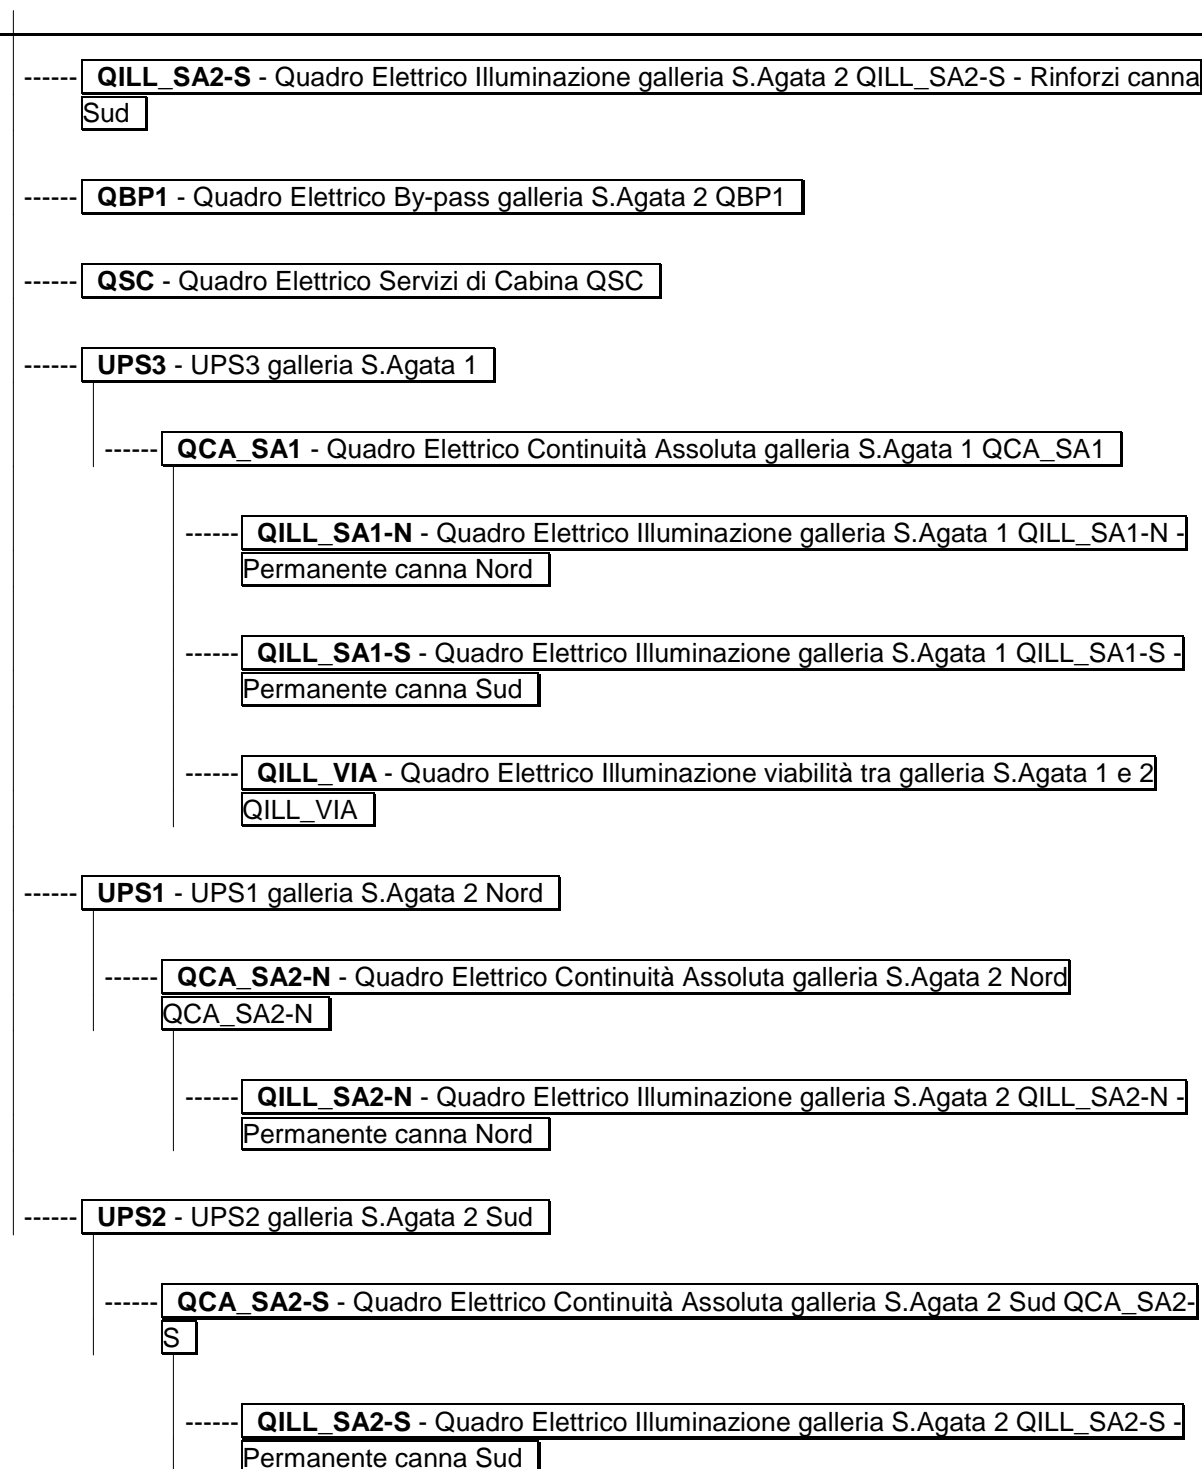 ------ QILL_SA2-S - Quadro Elettrico Illuminazione galleria S.Agata 2 QILL_SA2-S - Rinforzi canna
Sud
------ QBP1 - Quadro Elettrico By-pass galleria S.Agata 2 QBP1
------ QSC - Quadro Elettrico Servizi di Cabina QSC
------ UPS3 - UPS3 galleria S.Agata 1
------ QCA_SA1 - Quadro Elettrico Continuità Assoluta galleria S.Agata 1 QCA_SA1
------ QILL_SA1-N - Quadro Elettrico Illuminazione galleria S.Agata 1 QILL_SA1-N -
Permanente canna Nord
------ QILL_SA1-S - Quadro Elettrico Illuminazione galleria S.Agata 1 QILL_SA1-S -
Permanente canna Sud
------ QILL_VIA - Quadro Elettrico Illuminazione viabilità tra galleria S.Agata 1 e 2
QILL_VIA
------ UPS1 - UPS1 galleria S.Agata 2 Nord
------ QCA_SA2-N - Quadro Elettrico Continuità Assoluta galleria S.Agata 2 Nord
QCA_SA2-N
------ QILL_SA2-N - Quadro Elettrico Illuminazione galleria S.Agata 2 QILL_SA2-N -
Permanente canna Nord
------ UPS2 - UPS2 galleria S.Agata 2 Sud
------ QCA_SA2-S - Quadro Elettrico Continuità Assoluta galleria S.Agata 2 Sud QCA_SA2-
S
------ QILL_SA2-S - Quadro Elettrico Illuminazione galleria S.Agata 2 QILL_SA2-S -
Permanente canna Sud